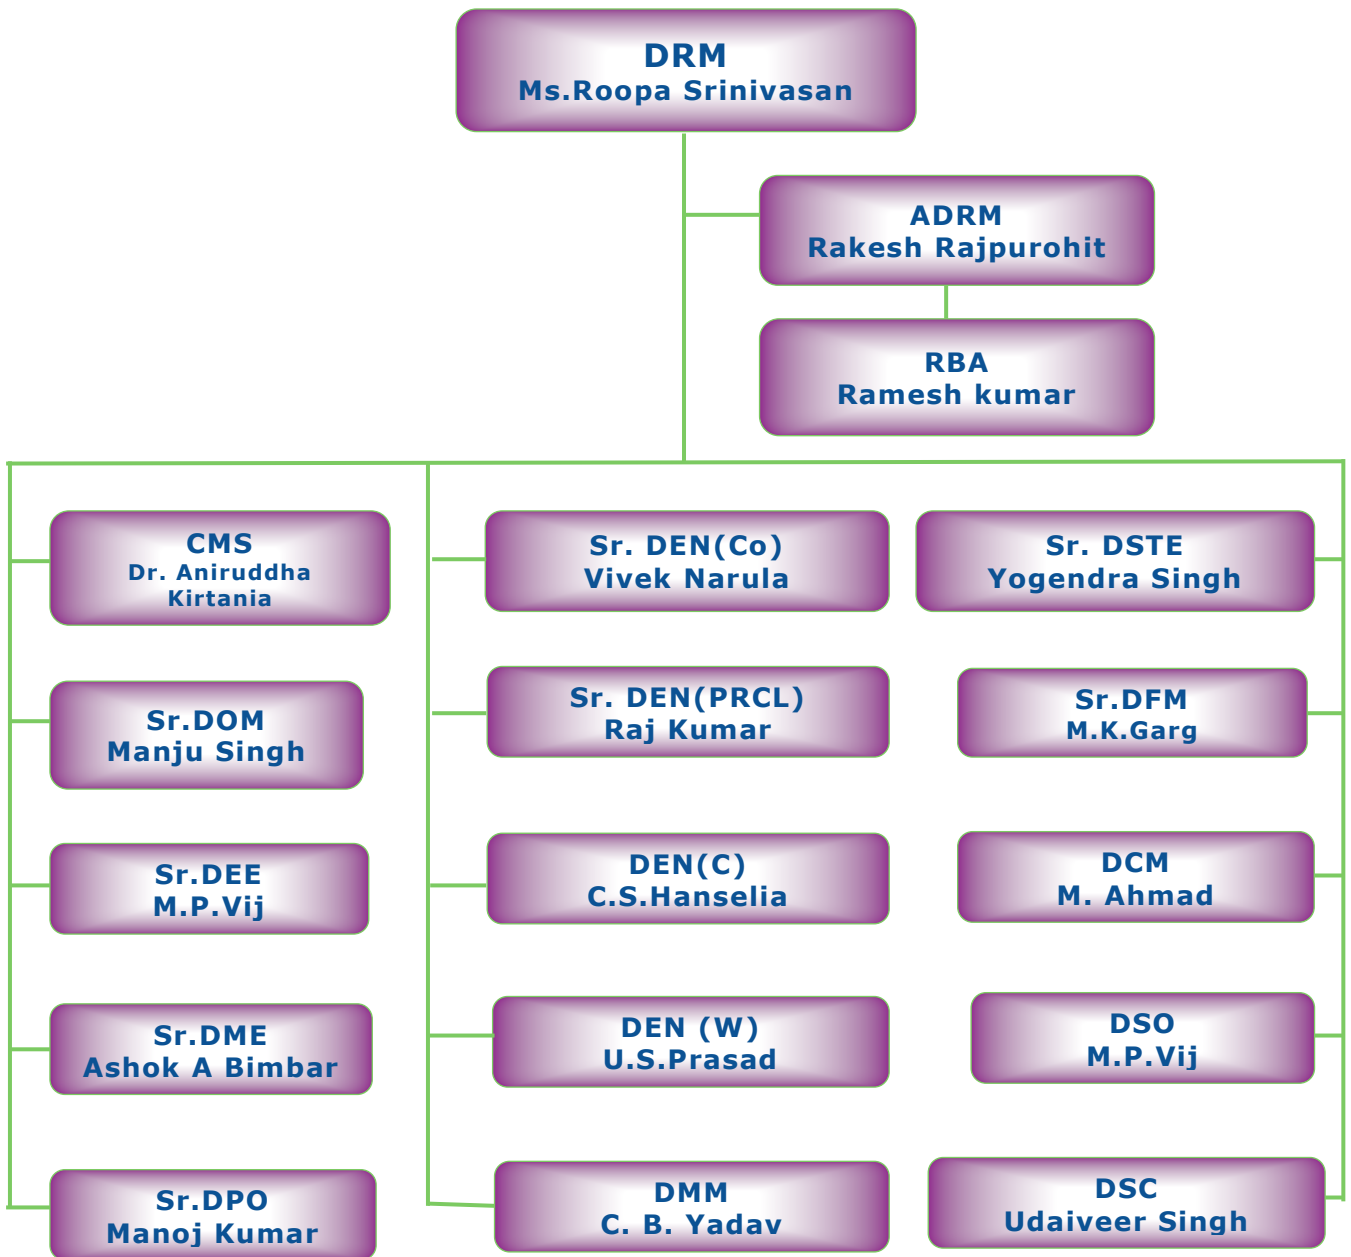 DRM
Ms.Roopa Srinivasan
ADRM
Rakesh Rajpurohit
RBA
Ramesh kumar
CMS
Dr. Aniruddha
Kirtania
Sr. DEN(Co)
Vivek Narula
Sr. DSTE
Yogendra Singh
Sr.DOM
Manju Singh
Sr. DEN(PRCL)
Raj Kumar
Sr.DFM
M.K.Garg
Sr.DEE
M.P.Vij
DEN(C)
C.S.Hanselia
DCM
M. Ahmad
Sr.DME
Ashok A Bimbar
DEN (W)
U.S.Prasad
DSO
M.P.Vij
Sr.DPO
Manoj Kumar
DMM
C. B. Yadav
DSC
Udaiveer Singh